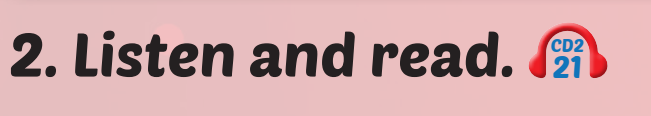 2. Listen and read.
CD2
21